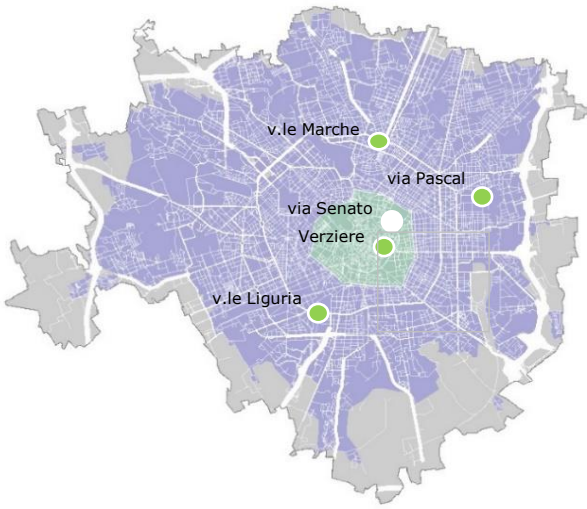 v.le Marche
via Pascal
via Senato
Verziere
v.le Liguria